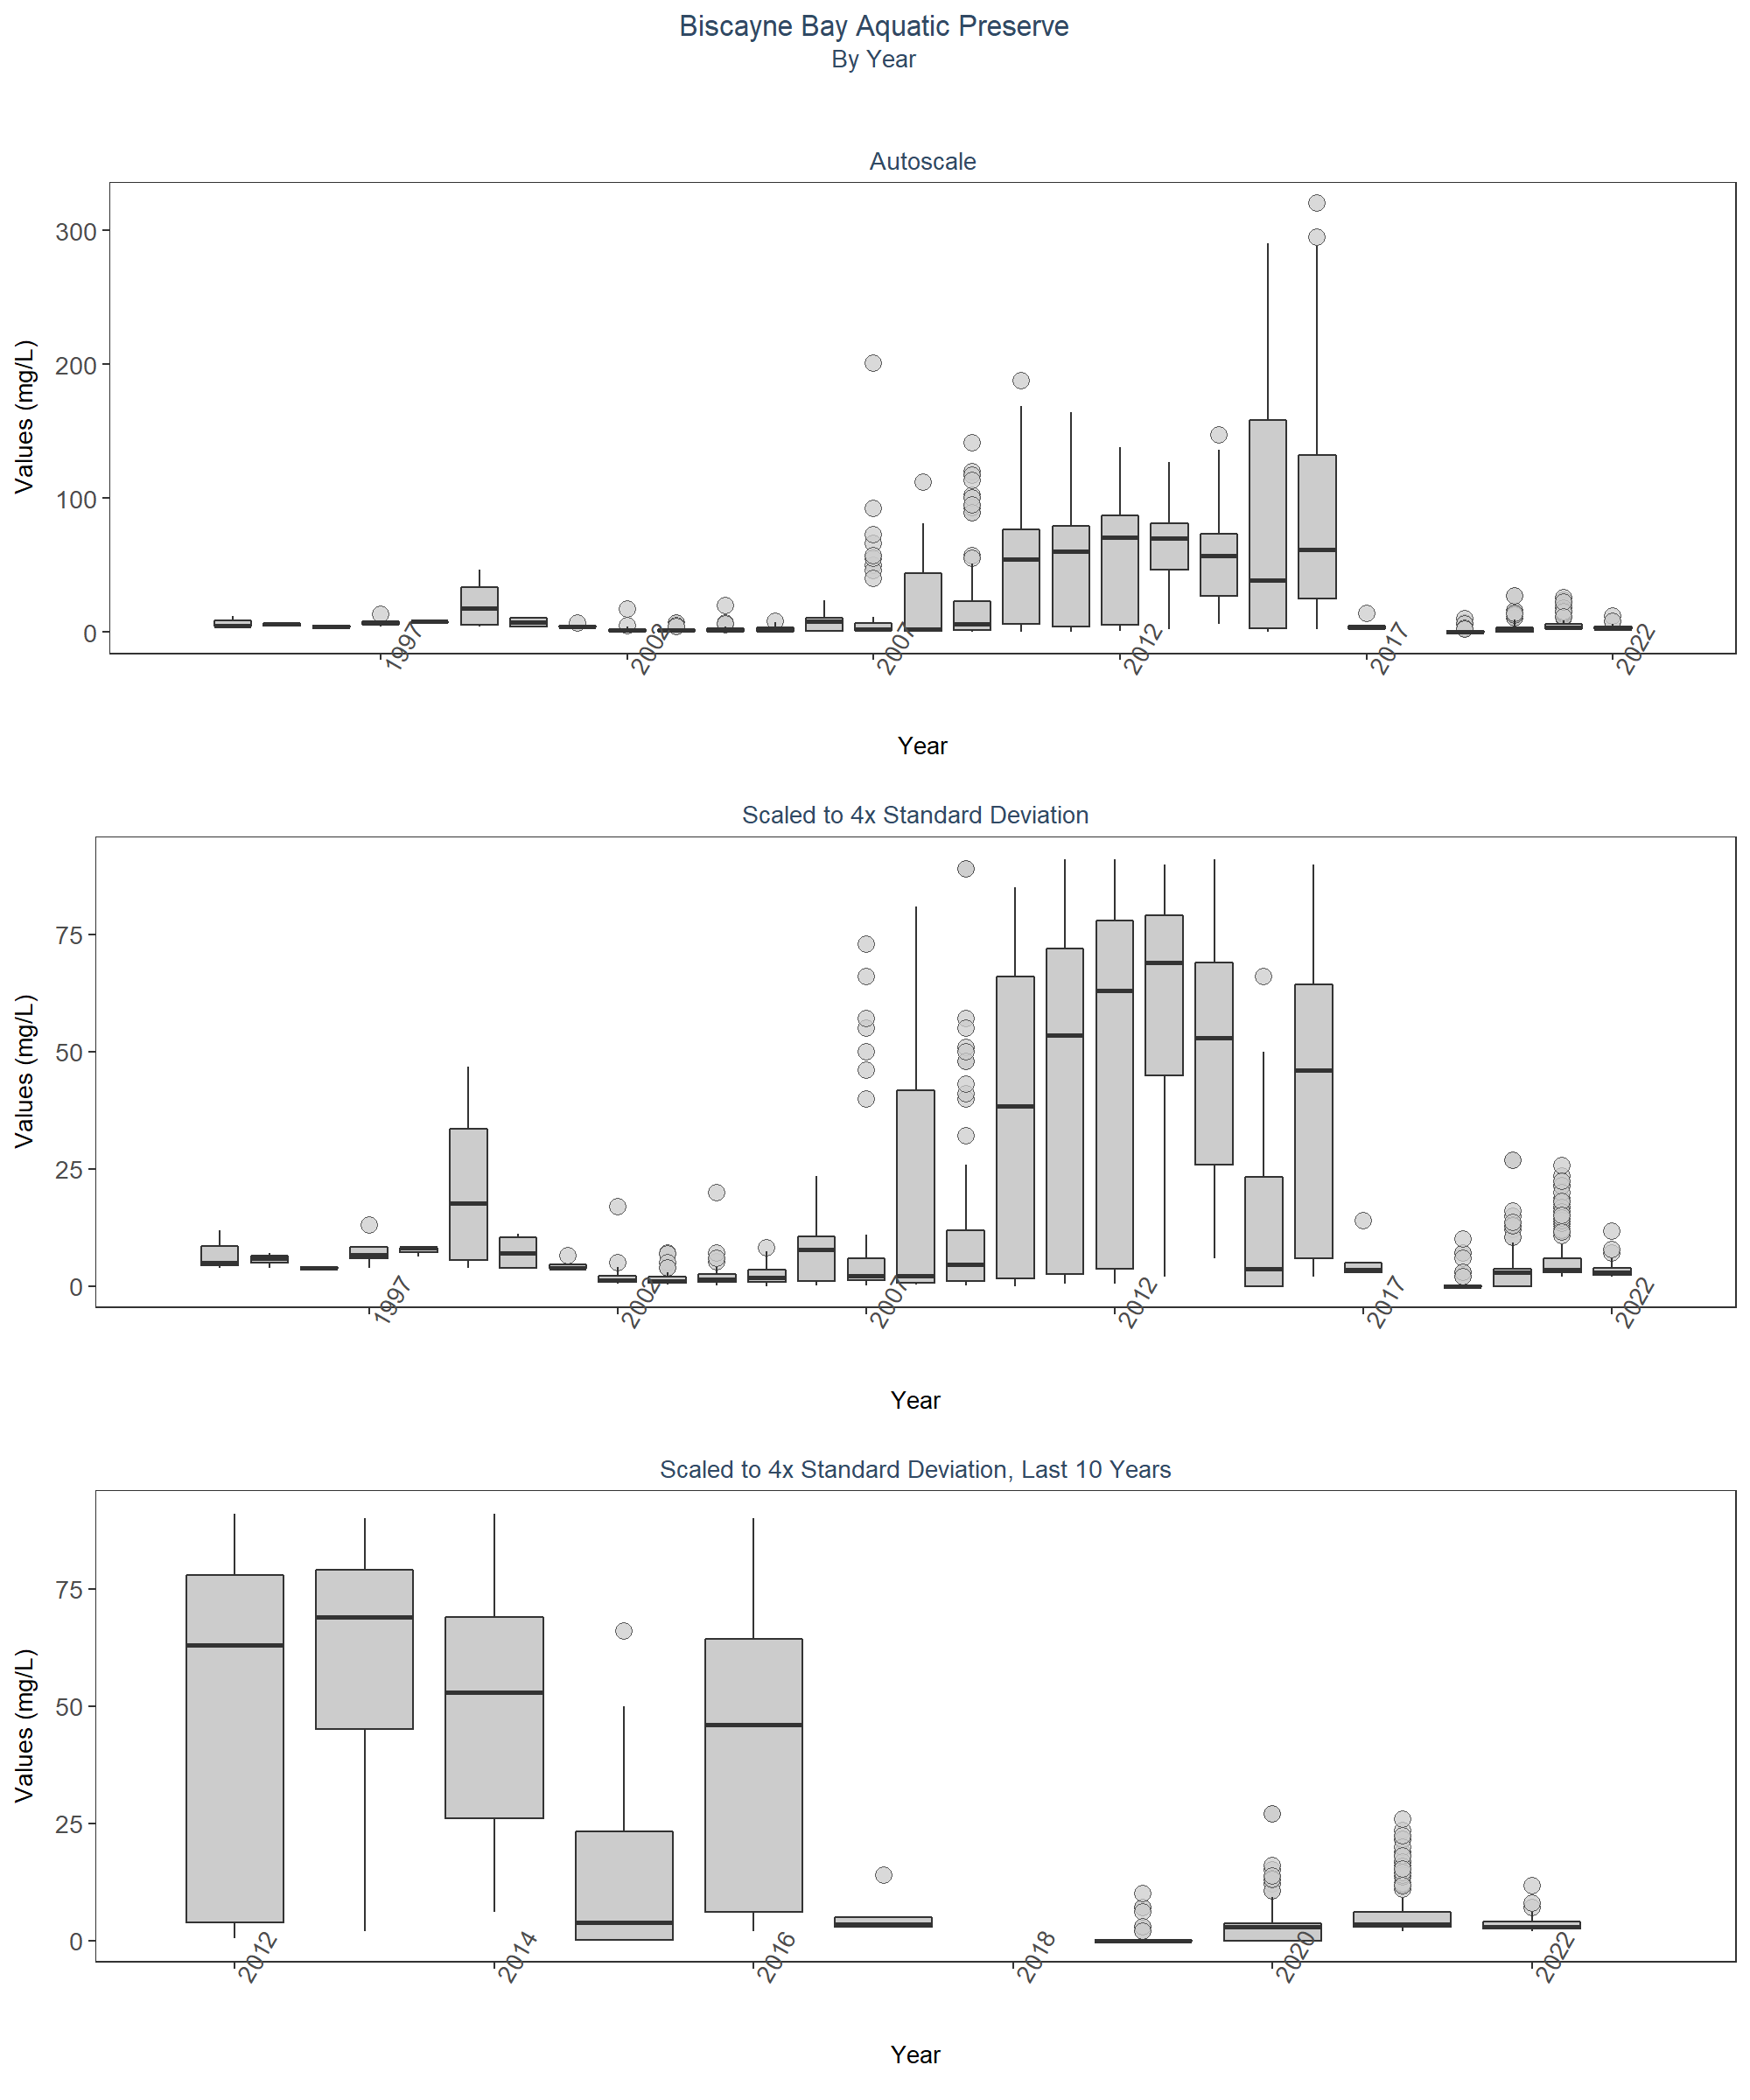 Biscayne Bay Aquatic Preserve
By Year
Autoscale
Values (mg/L)
300
200
100
0
1997
2002
2007
2012
2017
2022
Year
Scaled to 4x Standard Deviation
Values (mg/L)
75
50
25
0
1997
2002
2007
2012
2017
2022
Year
Scaled to 4x Standard Deviation, Last 10 Years
Values (mg/L)
75
50
25
0
2012
2014
2016
2018
2020
2022
Year